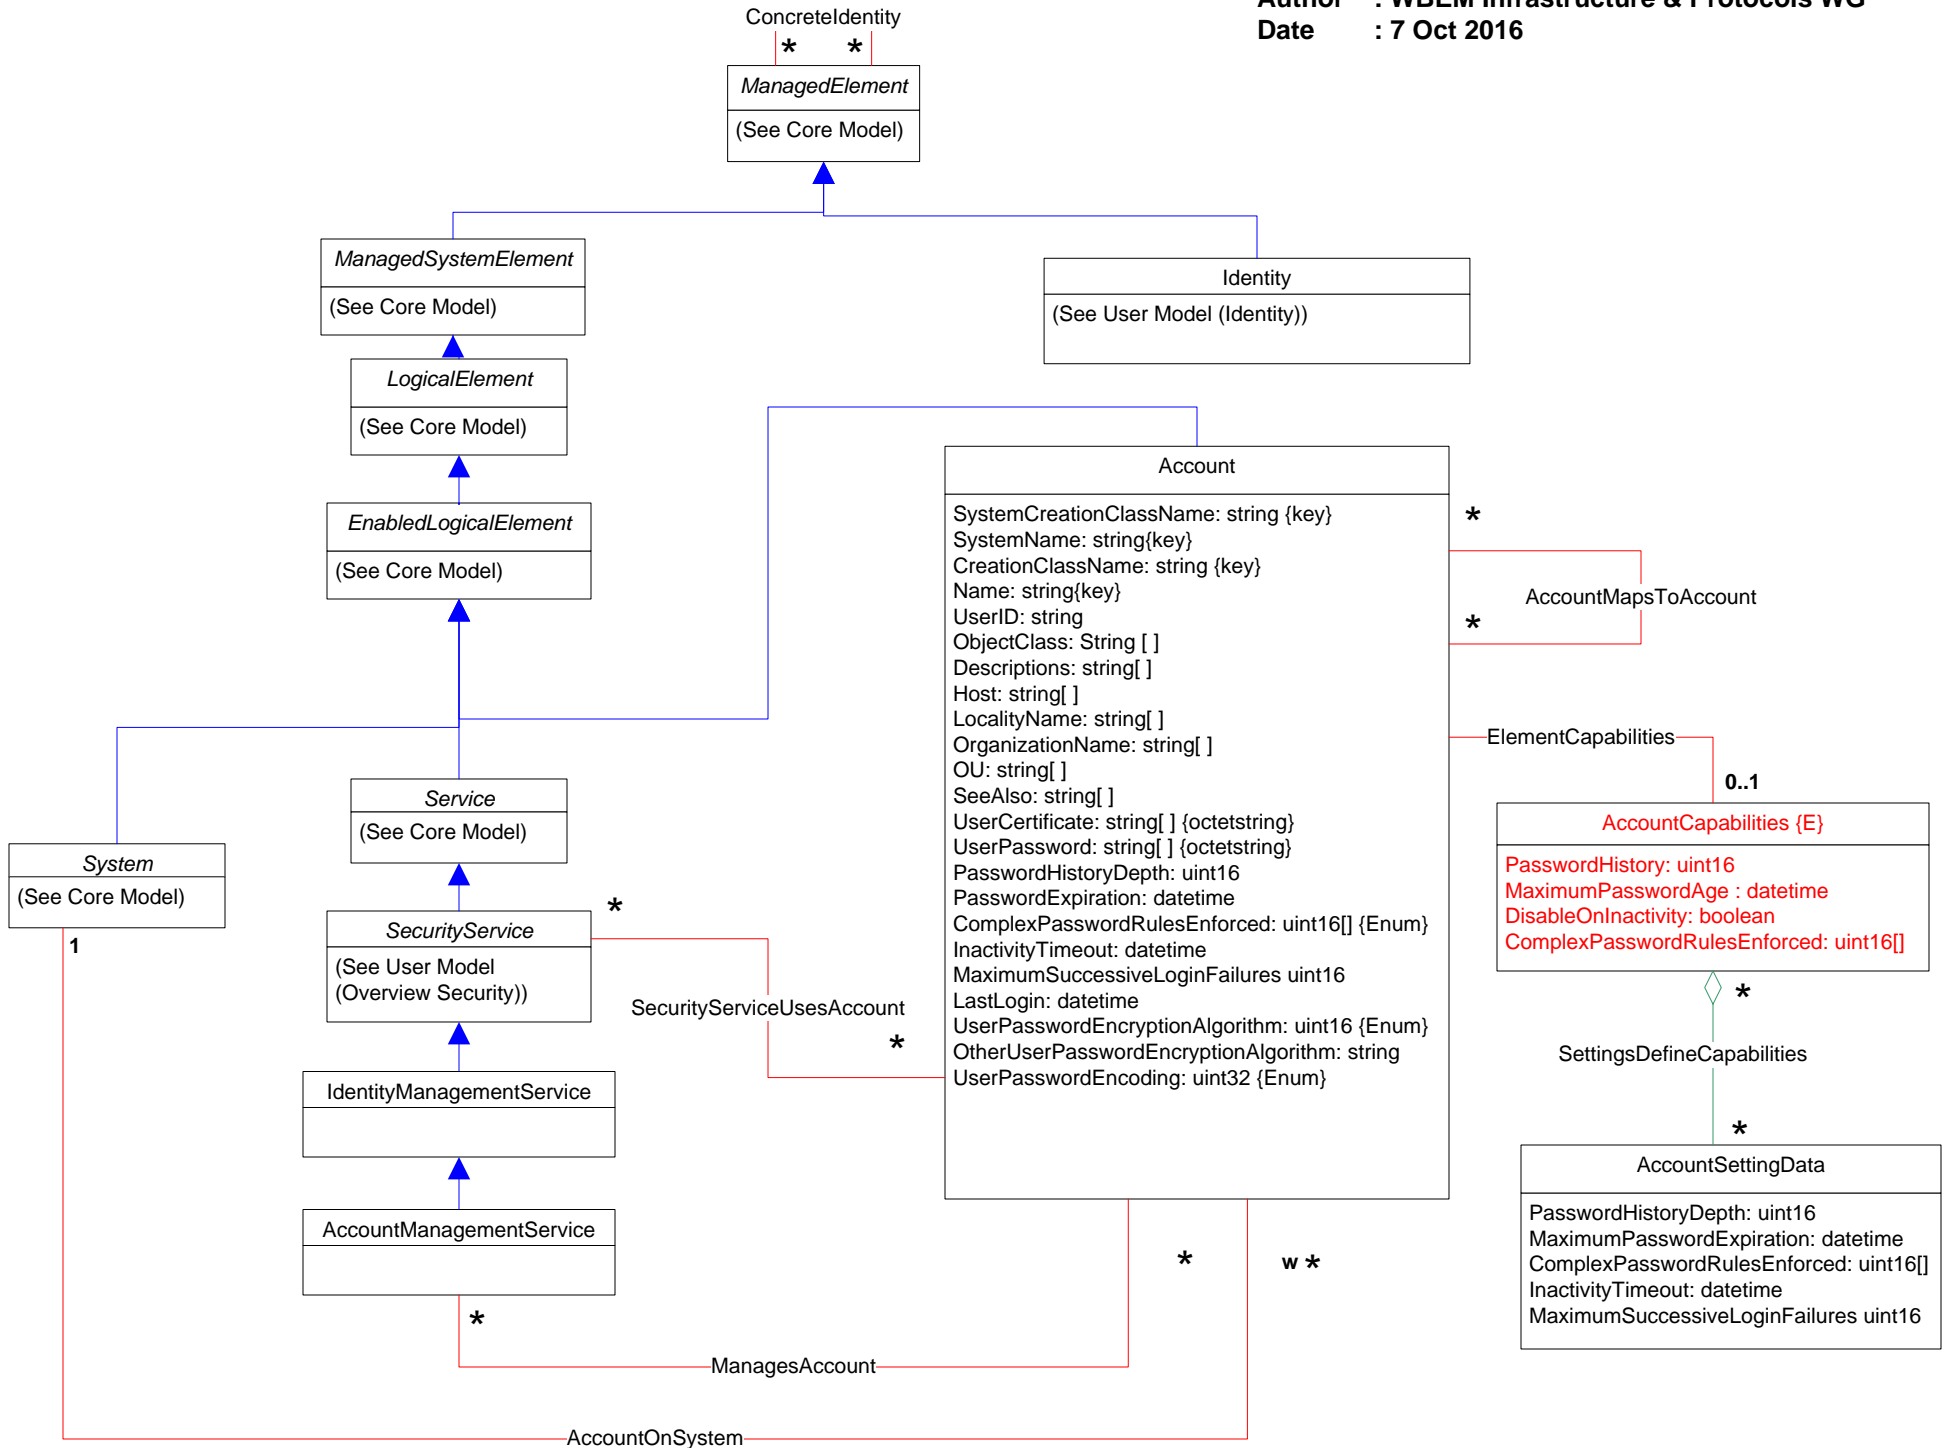 Author : WBEM Infrastructure & Protocols WG
Date : 7 Oct 2016
ConcreteIdentity
* *
ManagedElement
(See Core Model)
ManagedSystemElement
(See Core Model)
Identity
(See User Model (Identity))
LogicalElement
(See Core Model)
EnabledLogicalElement
(See Core Model)
Account
SystemCreationClassName: string {key}
SystemName: string{key}
CreationClassName: string {key}
Name: string{key}
UserID: string
ObjectClass: String [ ]
Descriptions: string[ ]
Host: string[ ]
LocalityName: string[ ]
OrganizationName: string[ ]
OU: string[ ]
SeeAlso: string[ ]
UserCertificate: string[ ] {octetstring}
UserPassword: string[ ] {octetstring}
PasswordHistoryDepth: uint16
PasswordExpiration: datetime
ComplexPasswordRulesEnforced: uint16[] {Enum}
InactivityTimeout: datetime
MaximumSuccessiveLoginFailures uint16
LastLogin: datetime
UserPasswordEncryptionAlgorithm: uint16 {Enum}
OtherUserPasswordEncryptionAlgorithm: string
UserPasswordEncoding: uint32 {Enum}
*
AccountMapsToAccount
*
ElementCapabilities
0..1
AccountCapabilities {E}
PasswordHistory: uint16
MaximumPasswordAge : datetime
DisableOnInactivity: boolean
ComplexPasswordRulesEnforced: uint16[]
*
SettingsDefineCapabilities
*
AccountSettingData
PasswordHistoryDepth: uint16
MaximumPasswordExpiration: datetime
ComplexPasswordRulesEnforced: uint16[]
InactivityTimeout: datetime
MaximumSuccessiveLoginFailures uint16
Service
(See Core Model)
System
(See Core Model)
1
SecurityService
(See User Model
(Overview Security))
*
SecurityServiceUsesAccount
*
IdentityManagementService
AccountManagementService
*
* w *
ManagesAccount
AccountOnSystem